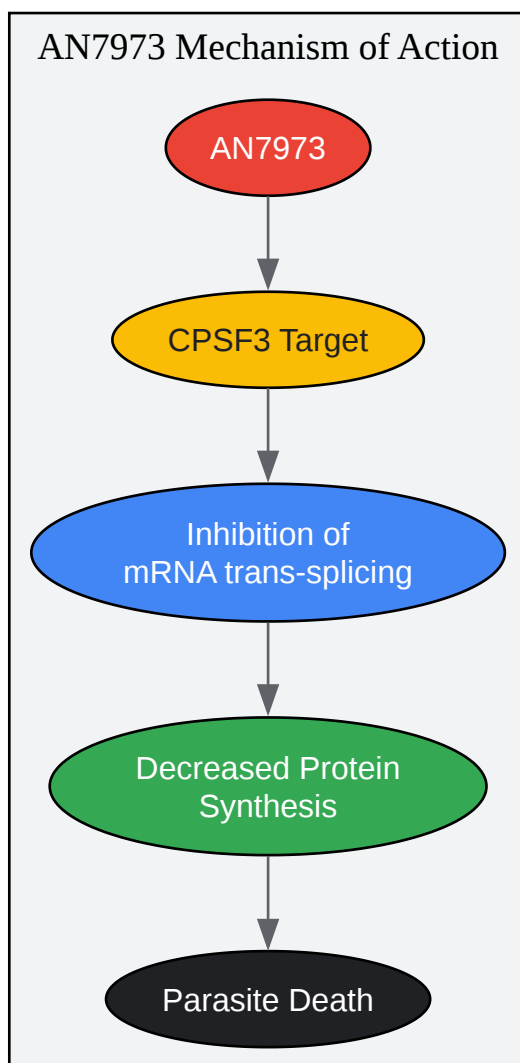 AN7973 Mechanism of Action
AN7973
CPSF3 Target
Inhibition of
mRNA trans-splicing
Decreased Protein
Synthesis
Parasite Death